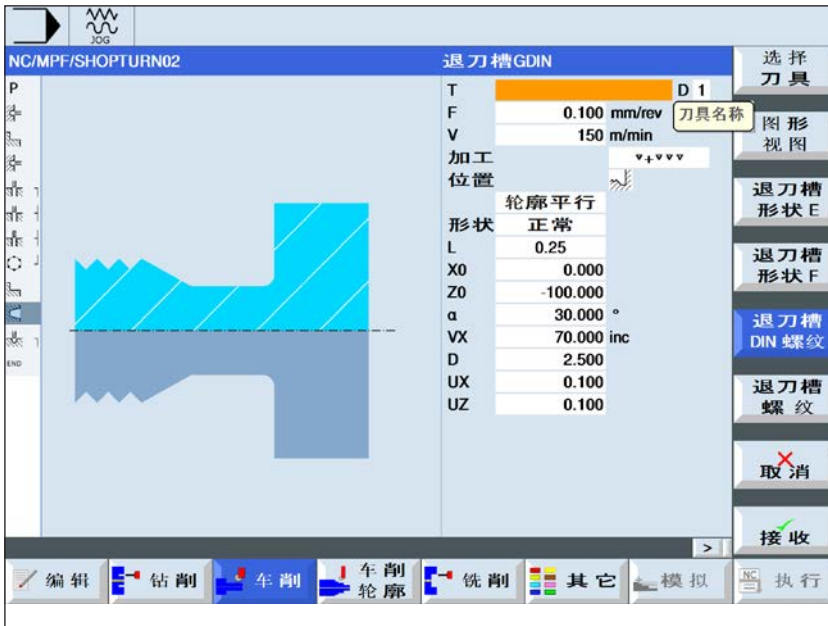 JOG
NC/MPF/SHOPTURN02
退刀槽GDIN
T D 1
F 0.100 mm/rev
刀具名称
V 150 m/min
加工 ▿+▿▿▿
位置
轮廓平行
形状 正常
L 0.25
X0 0.000
Z0 -100.000
α 30.000 °
VX 70.000 inc
D 2.500
UX 0.100
UZ 0.100
P
END
选择
刀具
图形
视图
退刀槽
形状 E
退刀槽
形状 F
退刀槽
DIN 螺纹
退刀槽
螺纹
取消
接收
>
编辑
钻削
车削
车削
轮廓
铣削
其它
模拟
NC
执行